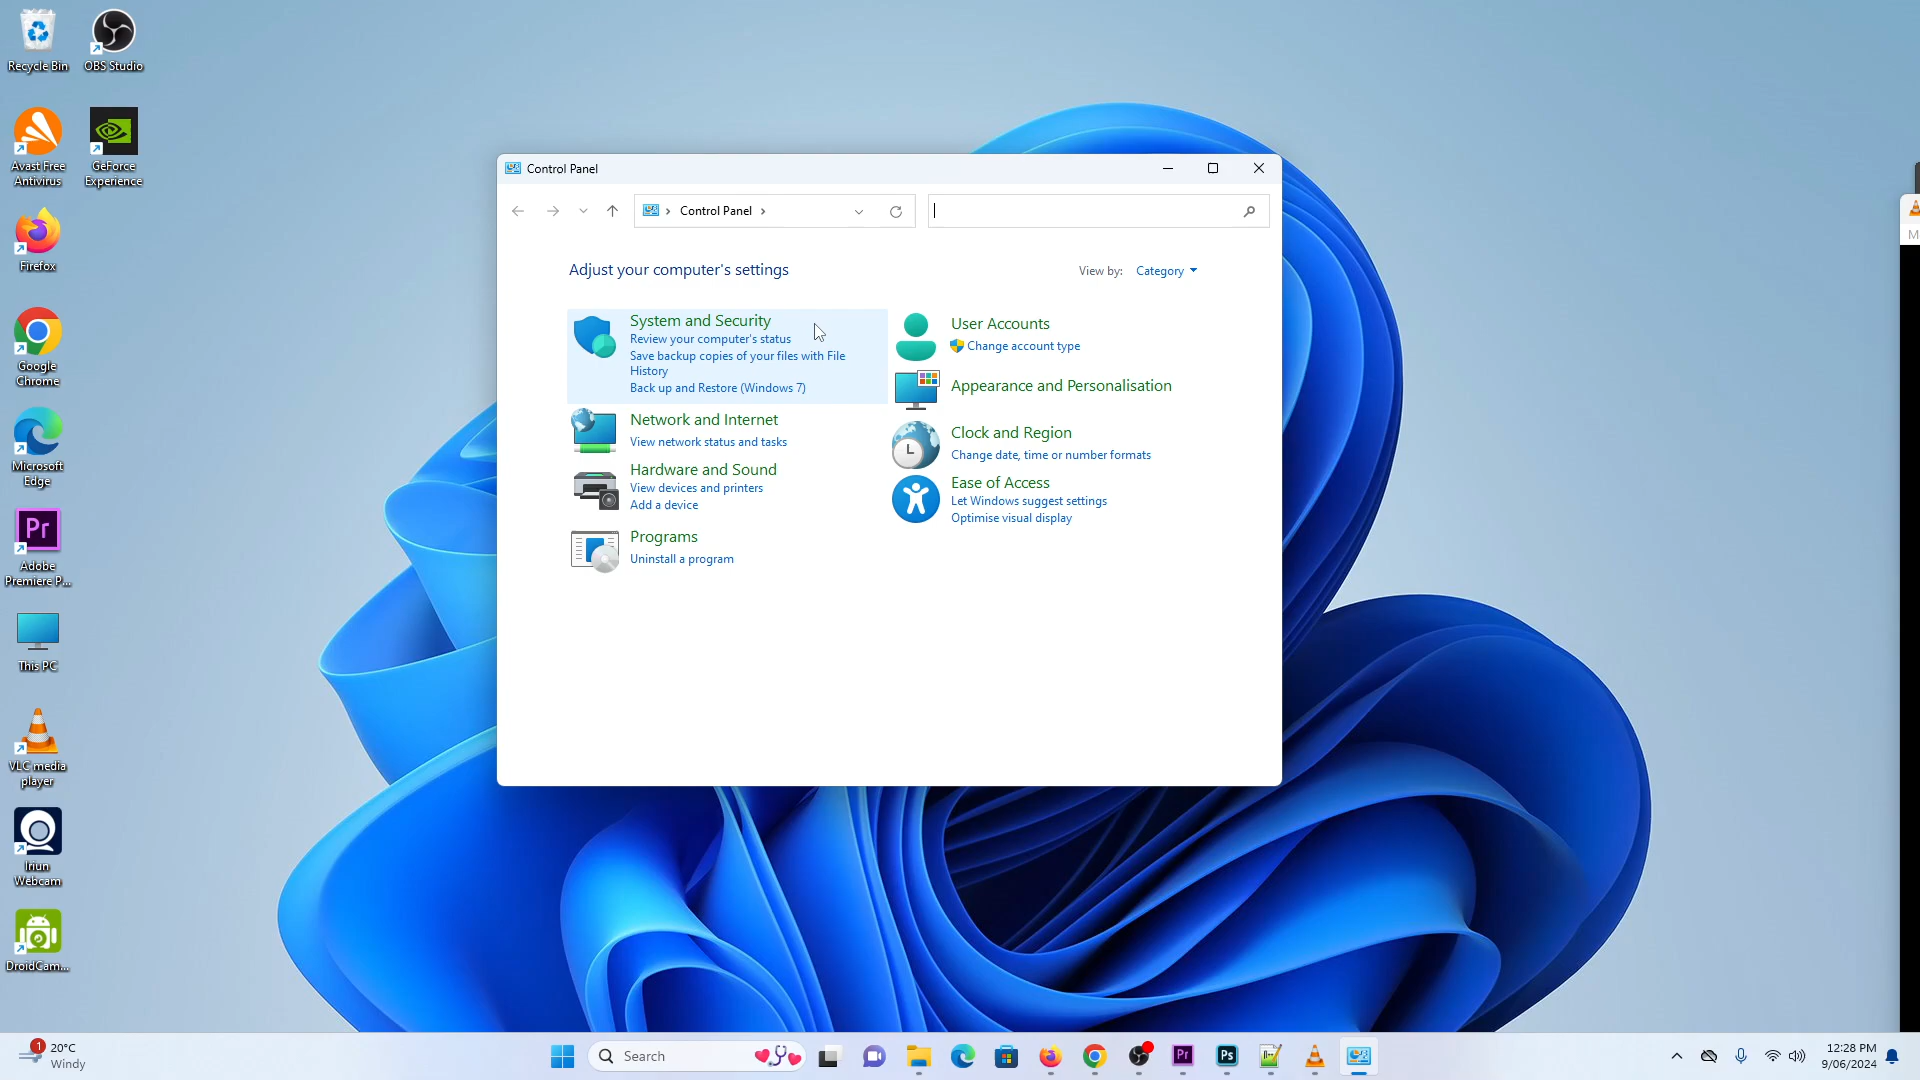 Recycle Bin
OBS Studio
Avast Free
Antivirus
GeForce
Experience
Firefox
Google
Chrome
Microsoft
Edge
Pr
Adobe
Premiere P...
This PC
VLC media
player
Iriun
Webcam
DroidCam...
Control Panel
Control Panel
Adjust your computer's settings
View by: Category
System and Security
Review your computer's status
Save backup copies of your files with File
History
Back up and Restore (Windows 7)
Network and Internet
View network status and tasks
Hardware and Sound
View devices and printers
Add a device
Programs
Uninstall a program
User Accounts
Change account type
Appearance and Personalisation
Clock and Region
Change date, time or number formats
Ease of Access
Let Windows suggest settings
Optimise visual display
M
1
20°C
Windy
Search
Pr
Ps
12:28 PM
9/06/2024